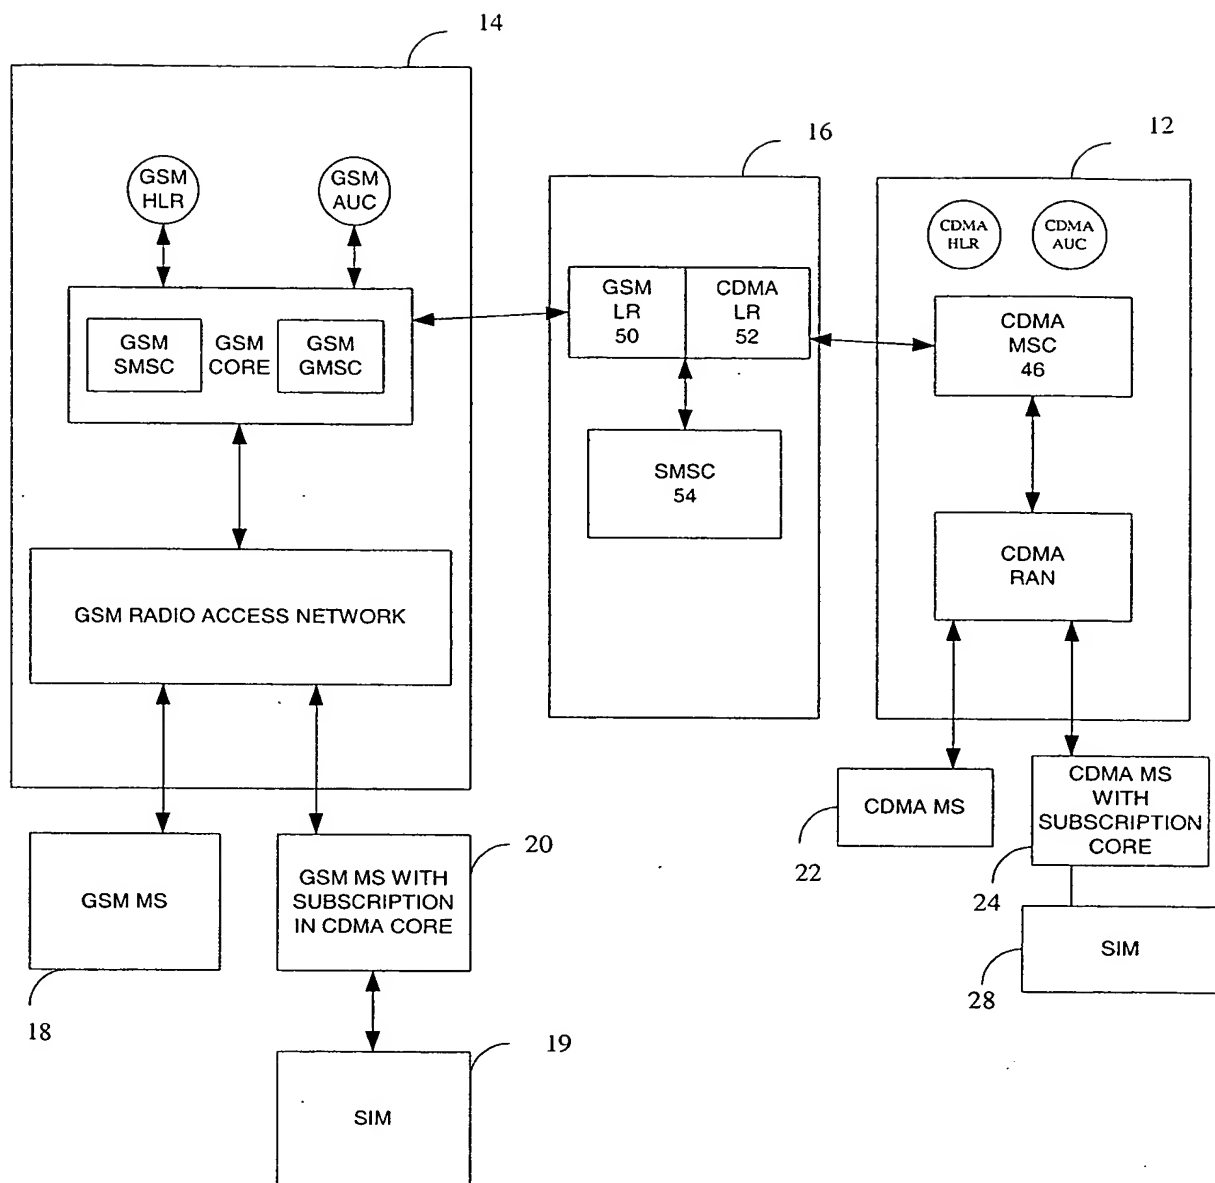 14
16
12
GSM
HLR
GSM
AUC
CDMA
HLR
CDMA
AUC
GSM
SMSC
GSM
CORE
GSM
GMSC
GSM
LR
50
CDMA
LR
52
CDMA
MSC
46
SMSC
54
CDMA
RAN
GSM RADIO ACCESS NETWORK
CDMA MS
22
CDMA MS
WITH
SUBSCRIPTION
CORE
24
GSM MS
18
GSM MS WITH
SUBSCRIPTION
IN CDMA CORE
20
SIM
28
SIM
19